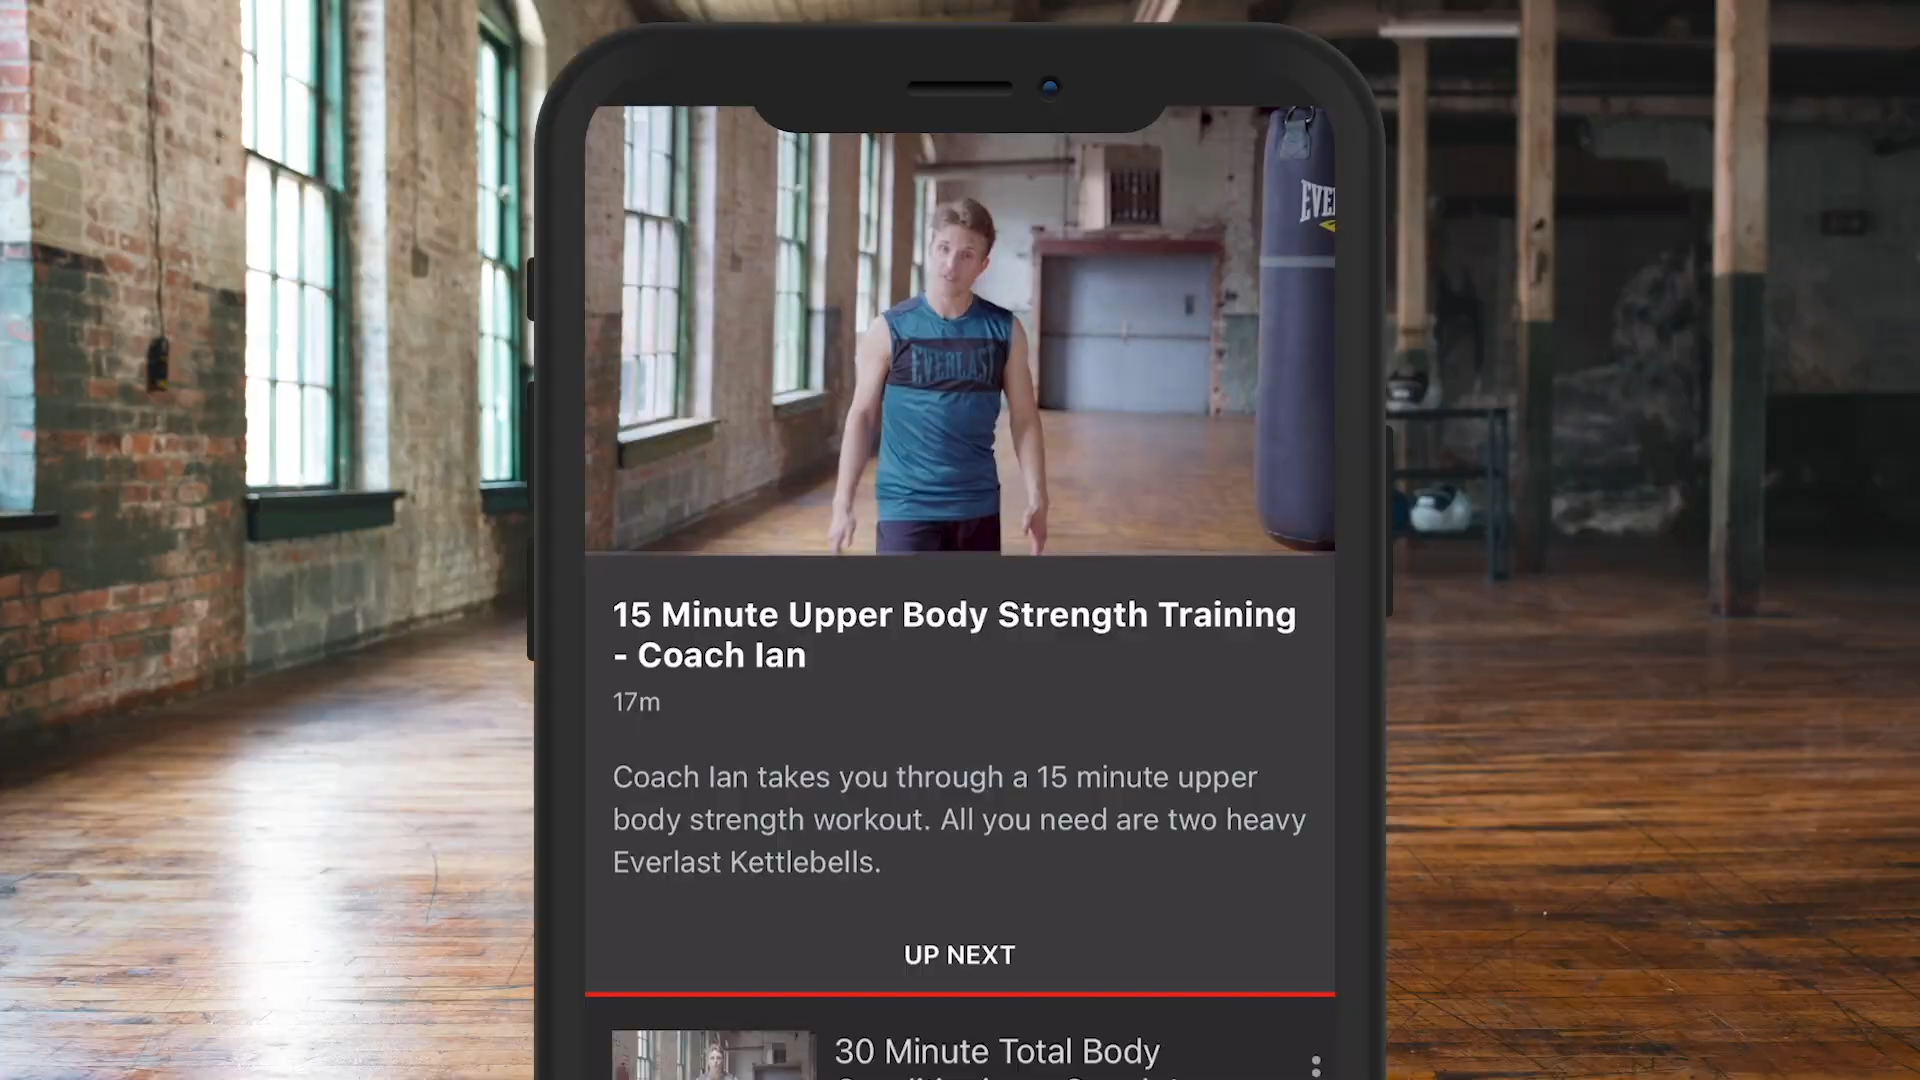 EVERLAST
15 Minute Upper Body Strength Training
- Coach Ian
17m
Coach Ian takes you through a 15 minute upper
body strength workout. All you need are two heavy
Everlast Kettlebells.
UP NEXT
30 Minute Total Body